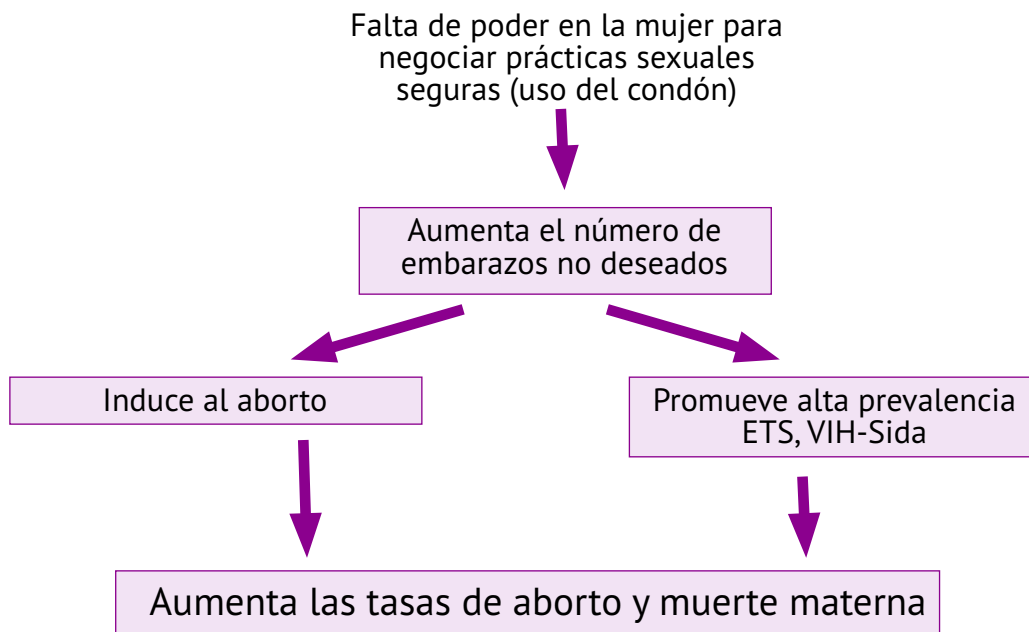 Falta de poder en la mujer para
negociar prácticas sexuales
seguras (uso del condón)
Aumenta el número de
embarazos no deseados
Induce al aborto
Promueve alta prevalencia
ETS, VIH-Sida
Aumenta las tasas de aborto y muerte materna